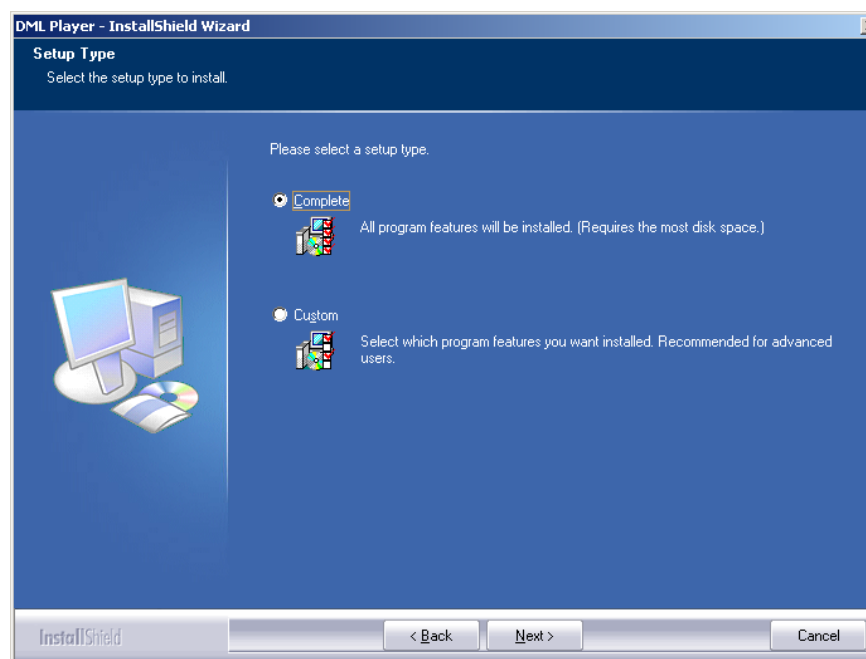 DML Player - InstallShield Wizard
Setup Type
Select the setup type to install.
Please select a setup type.
Complete
All program features will be installed. (Requires the most disk space.)
Custom
Select which program features you want installed. Recommended for advanced
users.
InstallShield
< Back
Next >
Cancel